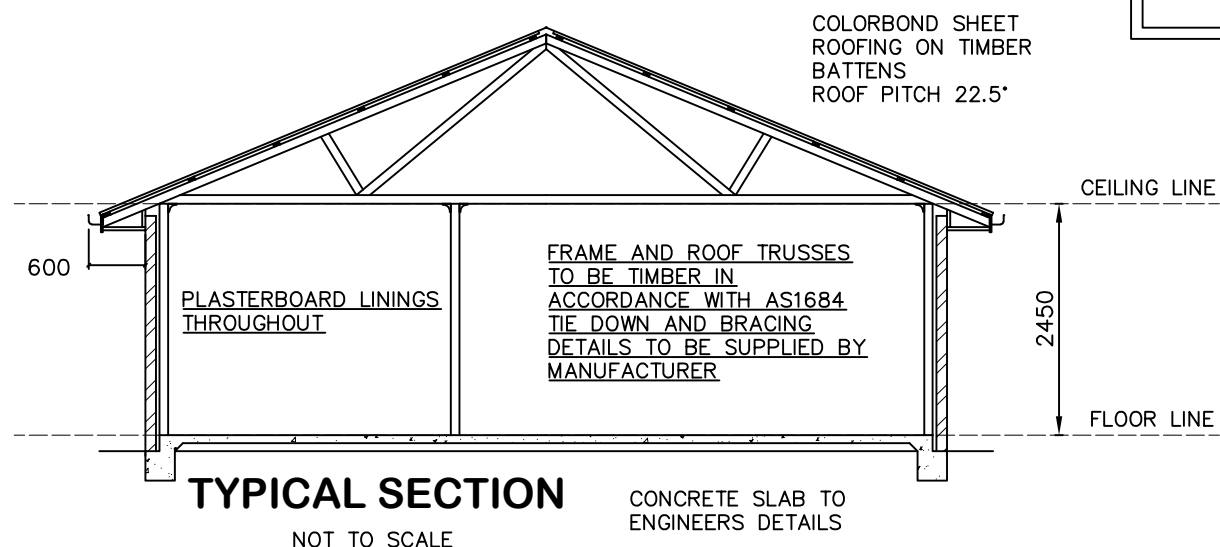 COLORBOND SHEET
ROOFING ON TIMBER
BATTENS
ROOF PITCH 22.5°
CEILING LINE
600
PLASTERBOARD LININGS
THROUGHOUT
FRAME AND ROOF TRUSSES
TO BE TIMBER IN
ACCORDANCE WITH AS1684
TIE DOWN AND BRACING
DETAILS TO BE SUPPLIED BY
MANUFACTURER
2450
FLOOR LINE
TYPICAL SECTION
NOT TO SCALE
CONCRETE SLAB TO
ENGINEERS DETAILS